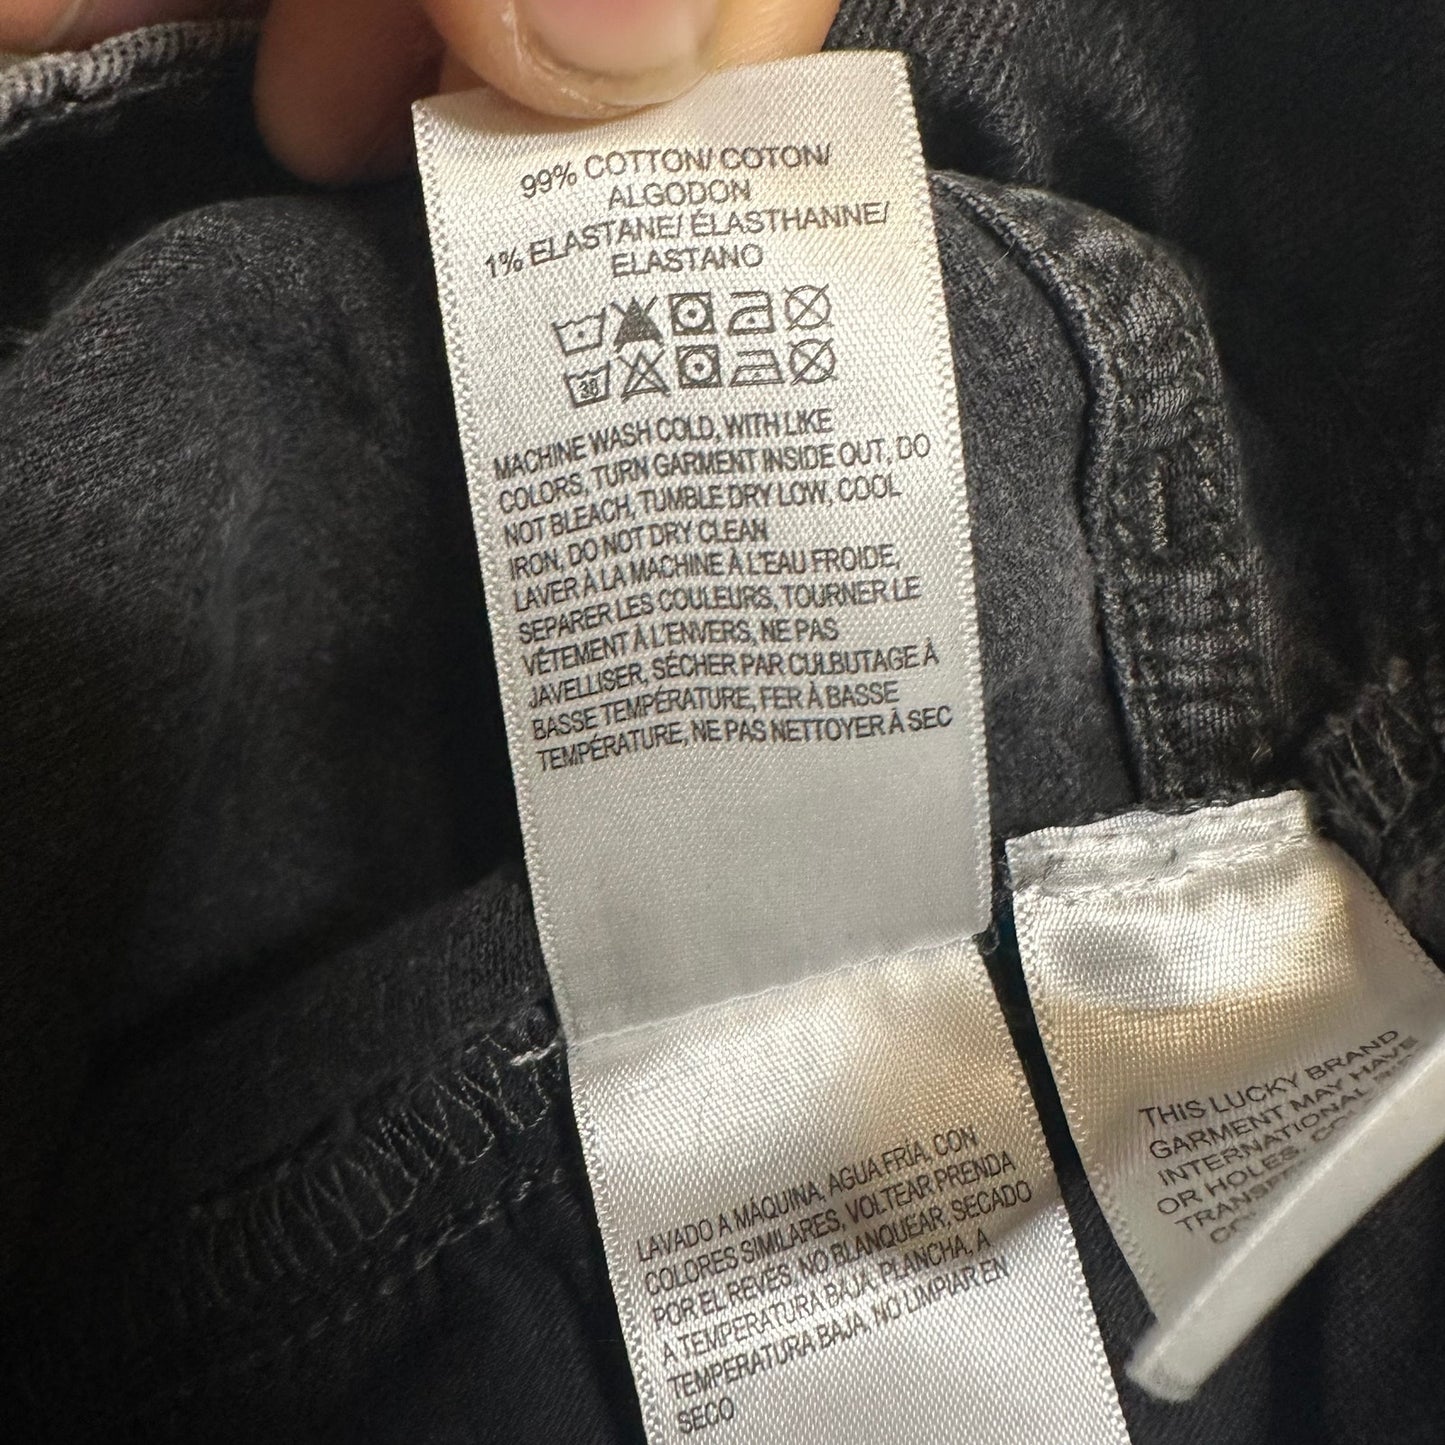 99% COTTON/ COTON/
ALGODON
1% ELASTANE/ ÉLASTHANNE/
ELASTANO
30
MACHINE WASH COLD, WITH LIKE
COLORS, TURN GARMENT INSIDE OUT, DO
NOT BLEACH, TUMBLE DRY LOW, COOL
IRON, DO NOT DRY CLEAN
LAVER À LA MACHINE À L'EAU FROIDE,
SEPARER LES COULEURS, TOURNER LE
VÊTEMENT À L'ENVERS, NE PAS
JAVELLISER, SÉCHER PAR CULBUTAGE À
BASSE TEMPÉRATURE, FER À BASSE
TEMPÉRATURE, NE PAS NETTOYER À SEC
LAVADO A MÁQUINA, AGUA FRÍA, CON
COLORES SIMILARES, VOLTEAR PRENDA
POR EL REVES, NO BLANQUEAR, SECADO
A TEMPERATURA BAJA, PLANCHA, A
TEMPERATURA BAJA, NO LIMPIAR EN
SECO
THIS LUCKY BRAND
GARMENT MAY HAVE
INTERNATIONAL
OR HOLES.